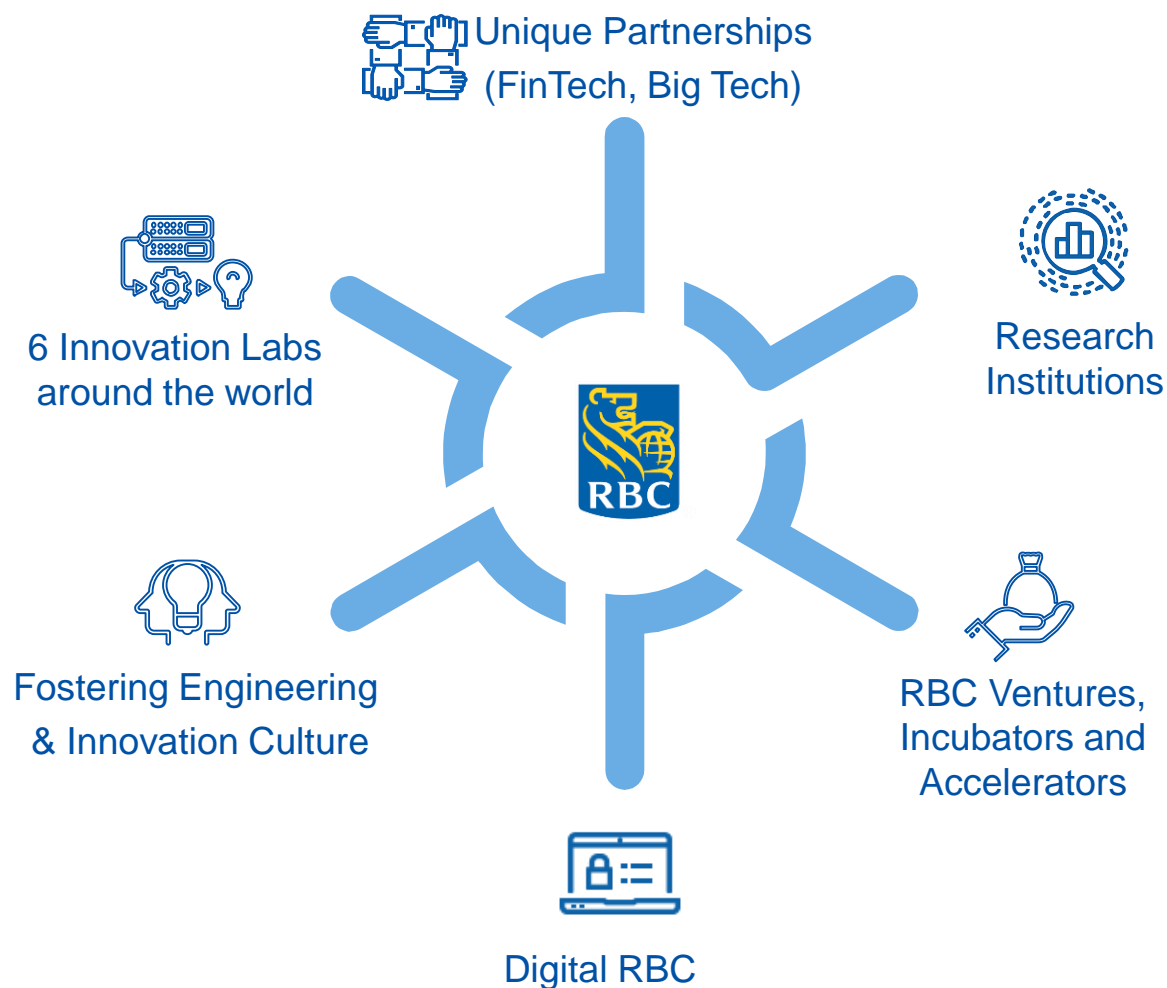 Unique Partnerships
(FinTech, Big Tech)
Research
Institutions
6 Innovation Labs
around the world
RBC
Fostering Engineering
& Innovation Culture
RBC Ventures,
Incubators and
Accelerators
Digital RBC